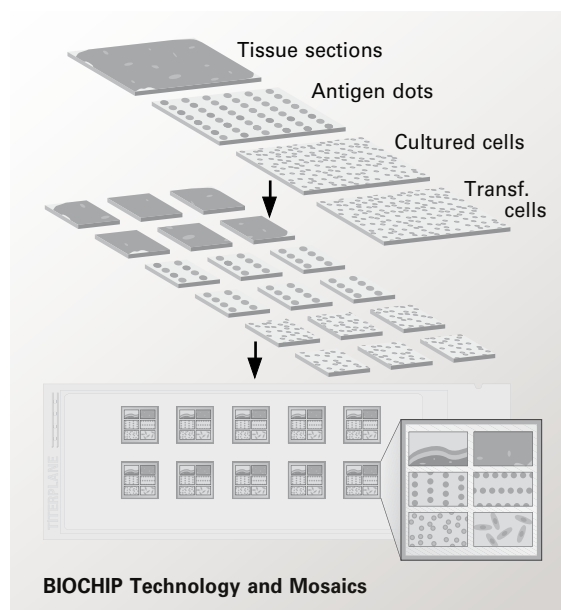 Tissue sections
Antigen dots
Cultured cells
Transf.
cells
TITERPLANE
BIOCHIP Technology and Mosaics